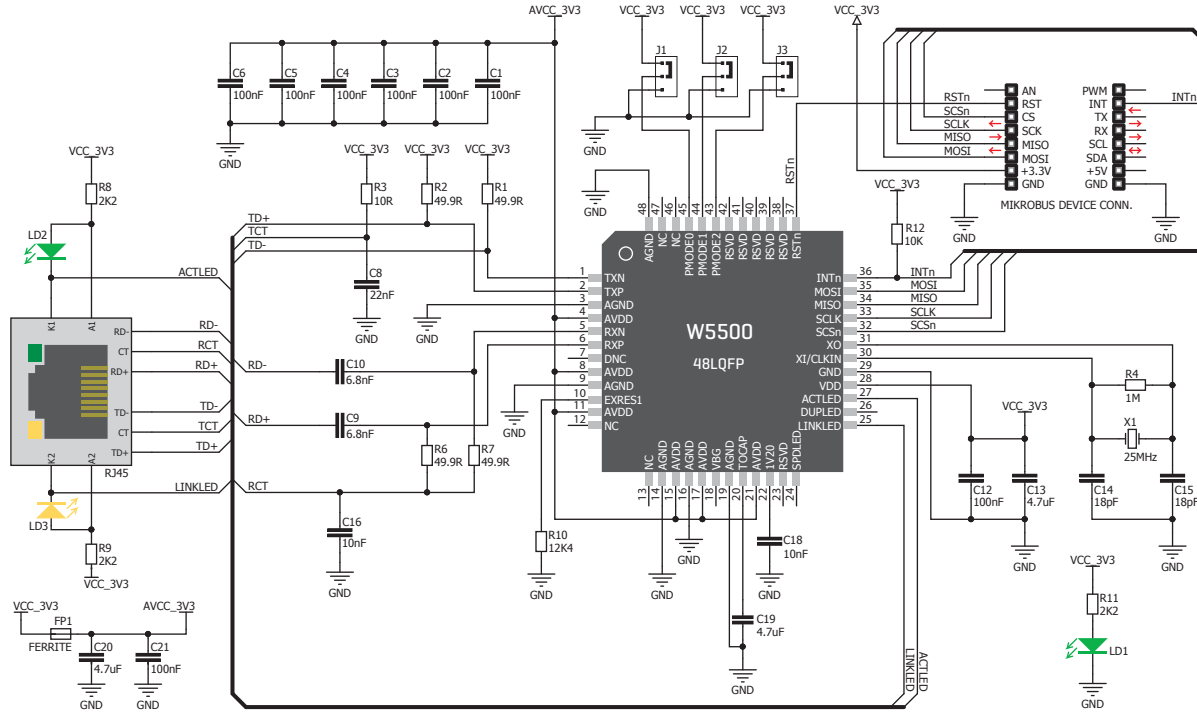 AVCC_3V3
VCC_3V3
VCC_3V3
VCC_3V3
VCC_3V3
J1
J2
J3
C6
100nF
C5
100nF
C4
100nF
C3
100nF
C2
100nF
C1
100nF
GND
GND
RSTn
SCSn
SCLK
MISO
MOSI
AN
RST
CS
SCK
MISO
MOSI
+3.3V
GND
PWM
INT
TX
RX
SCL
SDA
+5V
GND
INTn
MIKROBUS DEVICE CONN.
GND
GND
VCC_3V3
R8
2K2
LD2
ACTLED
VCC_3V3
R3
10R
VCC_3V3
R2
49.9R
VCC_3V3
R1
49.9R
TD+
TCT
TD-
C8
22nF
GND
GND
GND
RSTn
VCC_3V3
R12
10K
48
47
46
45
44
43
42
41
40
39
38
37
AGND
NC
NC
PMODE0
PMODE1
PMODE2
RSVD
RSVD
RSVD
RSVD
RSVD
RSTn
1 TXN
2 TXP
3 AGND
4 AVDD
5 RXN
6 RXP
7 DNC
8 AVDD
9 AGND
10 EXRES1
11 AVDD
12 NC
W5500
48LQFP
INTn 36 INTn
MOSI 35 MOSI
MISO 34 MISO
SCLK 33 SCLK
SCSn 32 SCSn
XO 31
XI/CLKIN 30
GND 29
VDD 28
ACTLED 27
DUPLED 26
LINKLED 25
NC
AGND
AVDD
AGND
AVDD
VBG
AGND
TOCAP
AVDD
1V20
RSVD
SPDLED
13
14
15
16
17
18
19
20
21
22
23
24
K1
A1
RD-
CT
RD+
TD-
CT
TD+
K2
A2
RJ45
RD-
RCT
RD+
TD-
TCT
TD+
LINKLED
RD-
C10
6.8nF
RD+
C9
6.8nF
R6
49.9R
R7
49.9R
RCT
C16
10nF
GND
GND
R10
12K4
GND
GND
GND
C18
10nF
GND
C19
4.7uF
GND
LD3
R9
2K2
VCC_3V3
VCC_3V3
FP1
FERRITE
AVCC_3V3
C20
4.7uF
C21
100nF
GND
GND
R4
1M
X1
25MHz
VCC_3V3
C12
100nF
C13
4.7uF
C14
18pF
C15
18pF
GND
GND
VCC_3V3
R11
2K2
LD1
GND
ACTLED
LINKLED